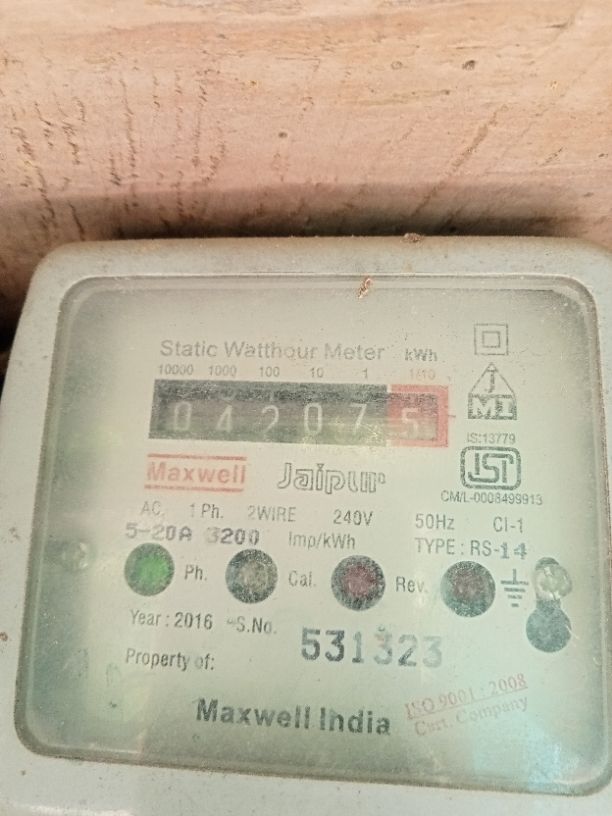 Static Watthour Meter kWh
10000 1000 100 10 1 1/10
0 4 2 0 7 5
IS:13779
Maxwell Jaipur
CM/L-0008499913
AC. 1 Ph. 2WIRE 240V 50Hz Cl-1
5-20A 3200 Imp/kWh TYPE : RS-14
Ph. Cal. Rev.
Year : 2016 S.No. 531323
Property of:
Maxwell India
ISO 9001 : 2008
Cert. Company